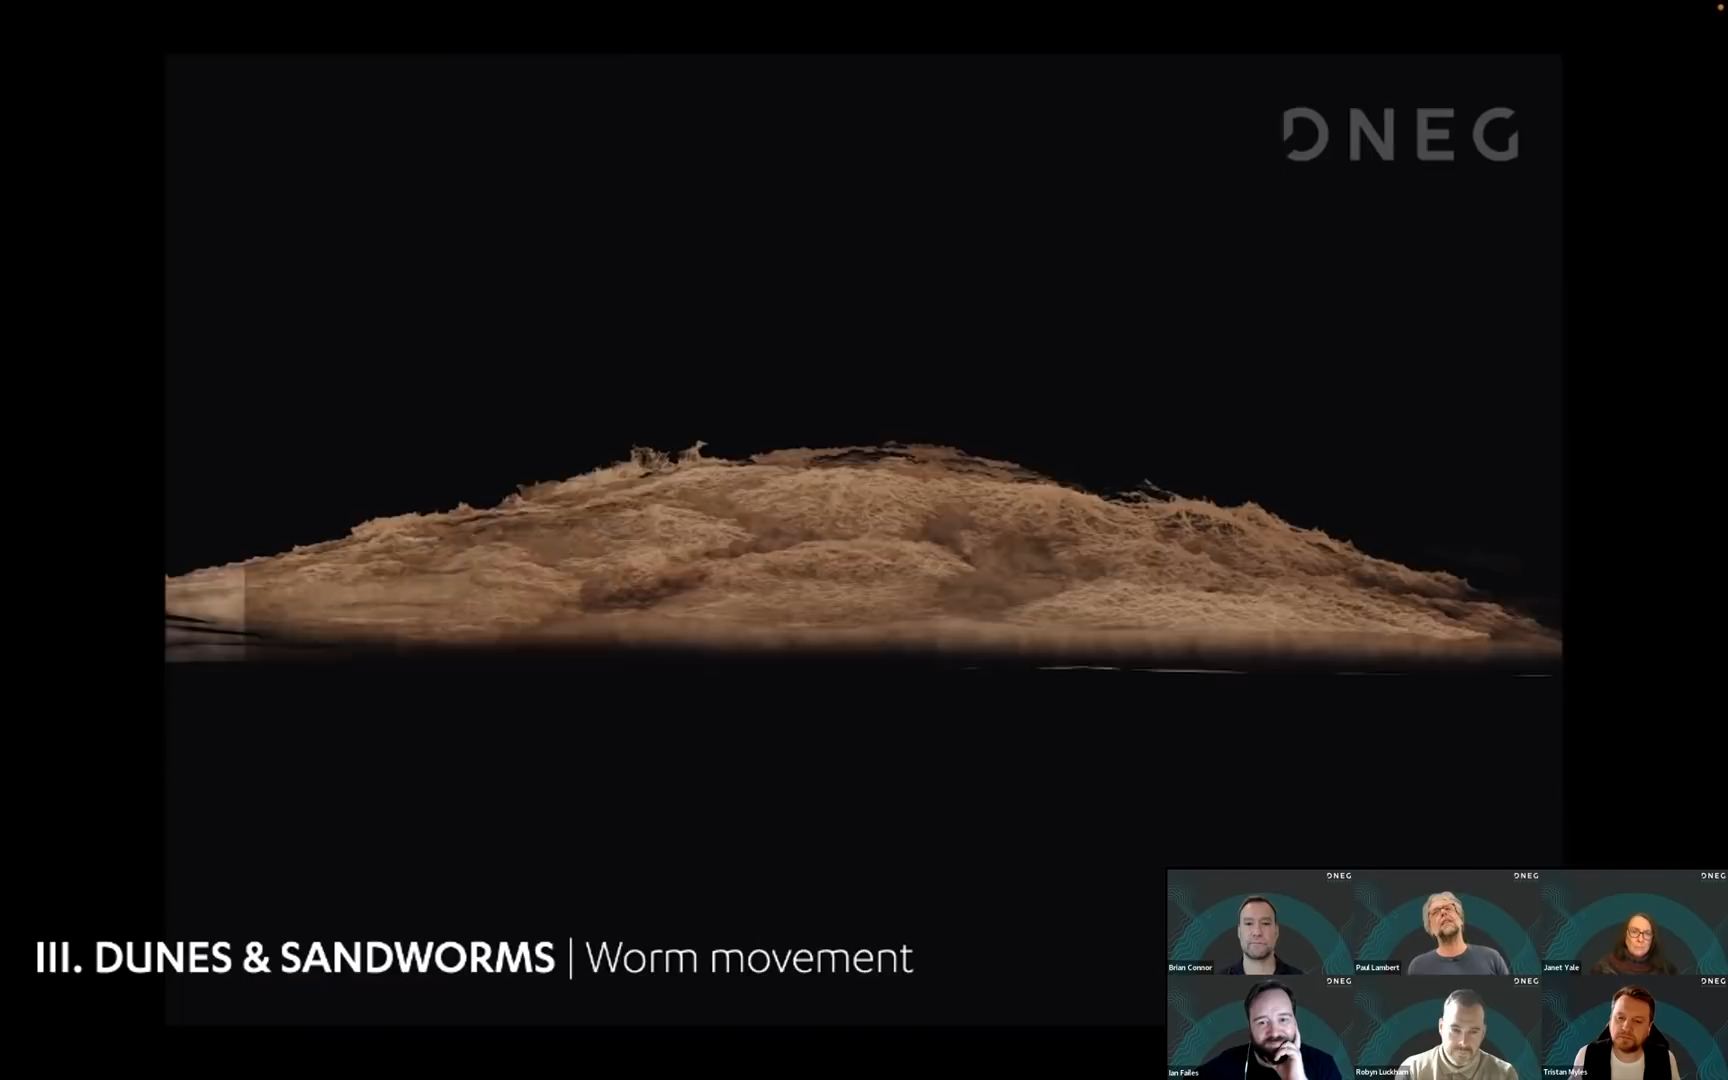 DNEG
III. DUNES & SANDWORMS | Worm movement
DNEG
DNEG
DNEG
Brian Connor
Paul Lambert
Janet Yale
DNEG
DNEG
DNEG
Ian Failes
Robyn Luckham
Tristan Myles